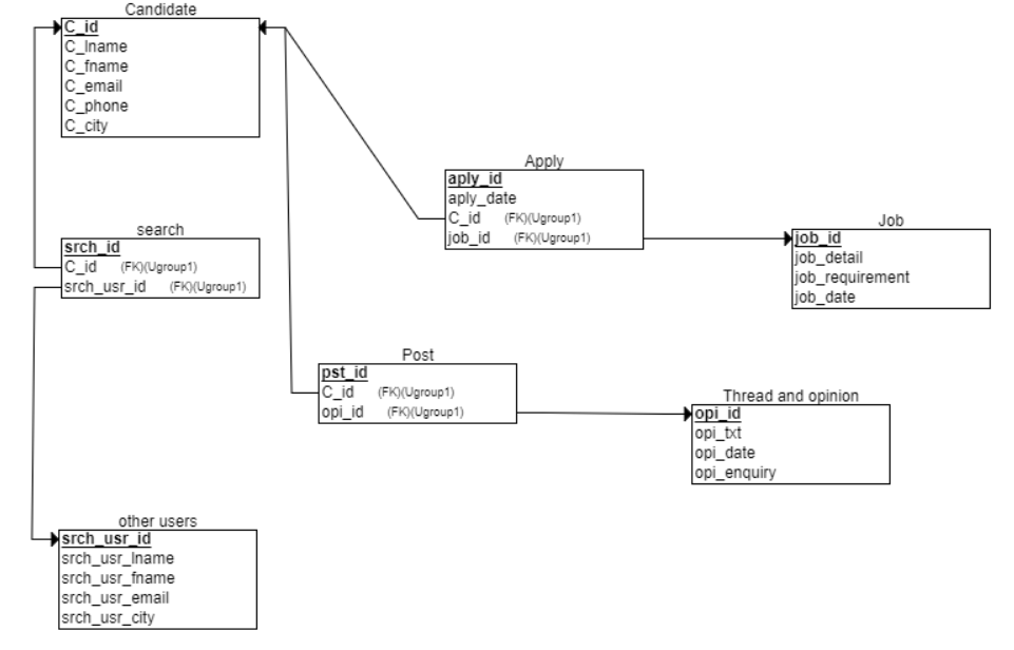 Candidate
C_id
C_lname
C_fname
C_email
C_phone
C_city
Apply
aply_id
aply_date
C_id (FK)(Ugroup1)
job_id (FK)(Ugroup1)
Job
job_id
job_detail
job_requirement
job_date
search
srch_id
C_id (FK)(Ugroup1)
srch_usr_id (FK)(Ugroup1)
Post
pst_id
C_id (FK)(Ugroup1)
opi_id (FK)(Ugroup1)
Thread and opinion
opi_id
opi_txt
opi_date
opi_enquiry
other users
srch_usr_id
srch_usr_lname
srch_usr_fname
srch_usr_email
srch_usr_city